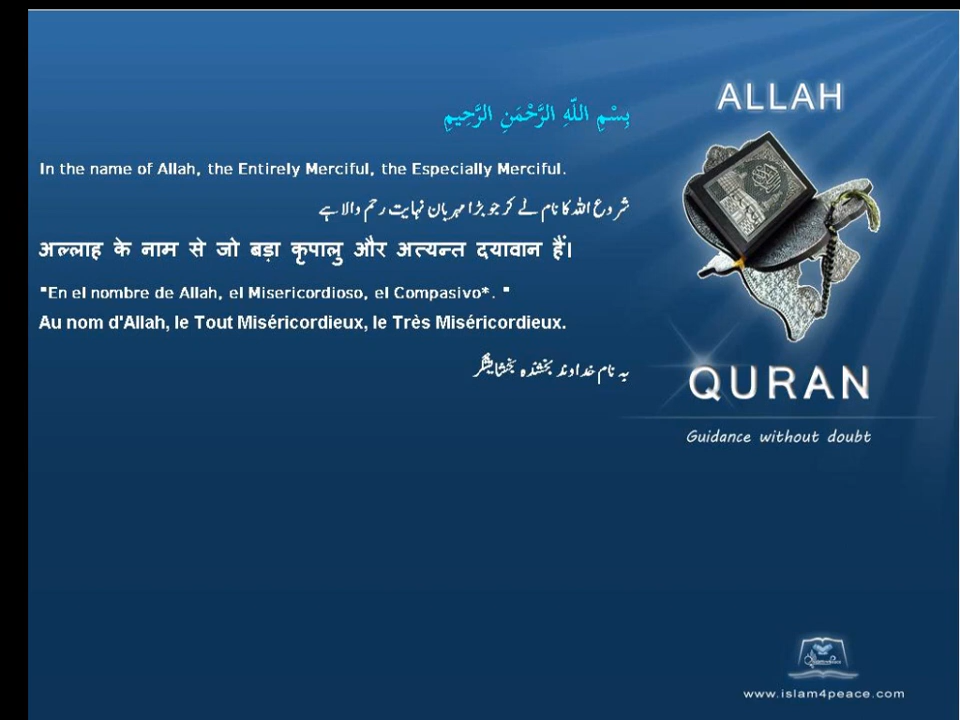 بِسْمِ اللّهِ الرَّحْمَنِ الرَّحِيمِ
In the name of Allah, the Entirely Merciful, the Especially Merciful.
شروع اللہ کا نام لے کر جو بڑا مہربان نہایت رحم والا ہے
अल्लाह के नाम से जो बड़ा कृपालु और अत्यन्त दयावान हैं।
"En el nombre de Allah, el Misericordioso, el Compasivo*. "
Au nom d'Allah, le Tout Miséricordieux, le Très Miséricordieux.
به نام خداوند بخشنده بخشایشگر
ALLAH
QURAN
Guidance without doubt
www.islam4peace.com